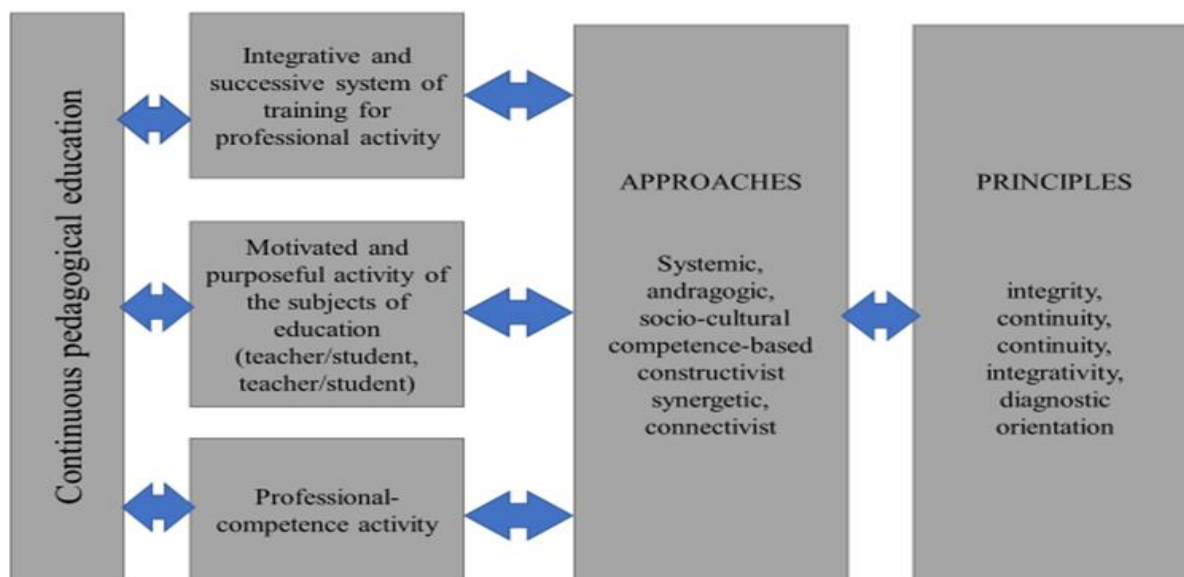 Continuous pedagogical education
Integrative and
successive system of
training for
professional activity
Motivated and
purposeful activity of
the subjects of
education
(teacher/student,
teacher/student)
Professional-
competence activity
APPROACHES
Systemic,
andragogic,
socio-cultural
competence-based
constructivist
synergetic,
connectivist
PRINCIPLES
integrity,
continuity,
continuity,
integrativity,
diagnostic
orientation